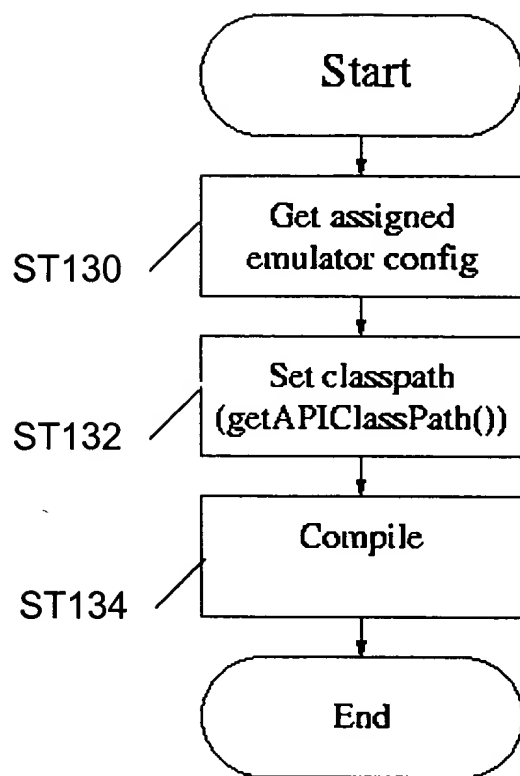 Start
Get assigned
emulator config
ST130
Set classpath
(getAPIClassPath())
ST132
Compile
ST134
End